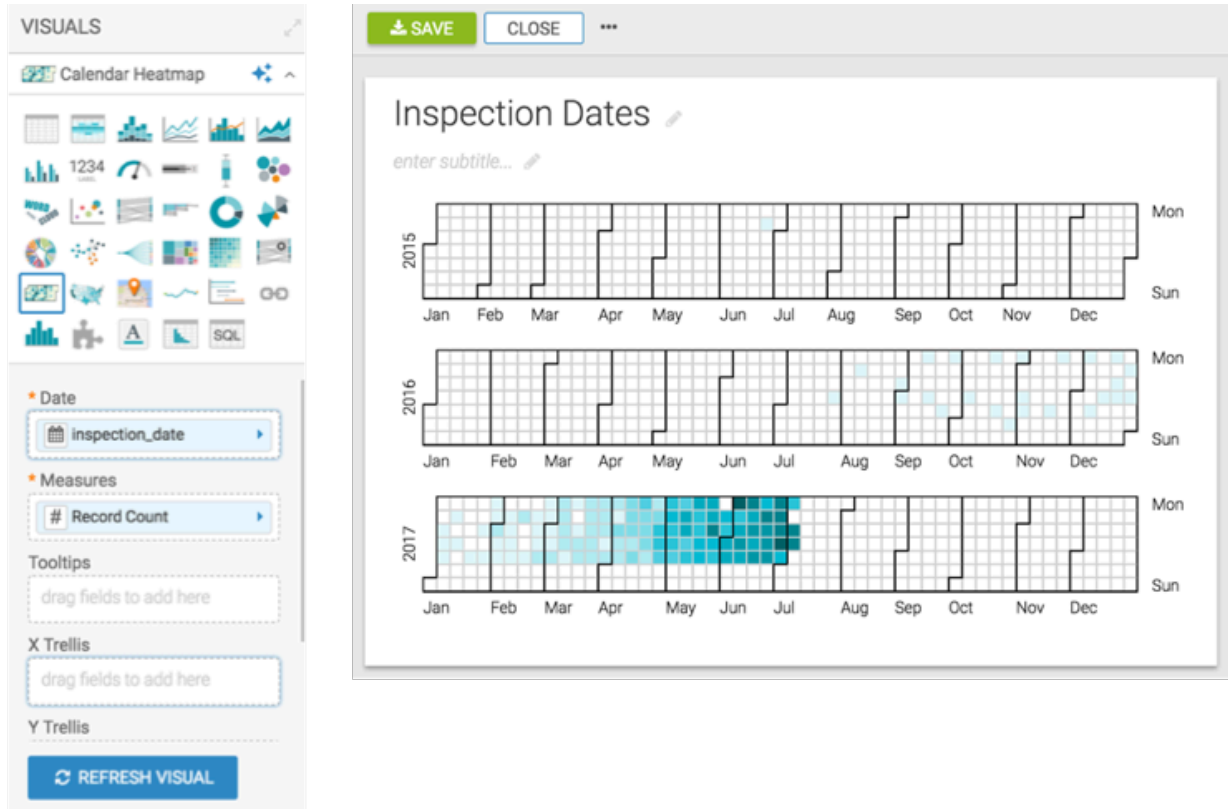 VISUALS
Calendar Heatmap
1234
LABEL
WORD
A
SQL
* Date
inspection_date
* Measures
# Record Count
Tooltips
drag fields to add here
X Trellis
drag fields to add here
Y Trellis
REFRESH VISUAL
SAVE CLOSE •••
Inspection Dates
enter subtitle...
2015
Mon
Sun
Jan Feb Mar Apr May Jun Jul Aug Sep Oct Nov Dec
2016
Mon
Sun
Jan Feb Mar Apr May Jun Jul Aug Sep Oct Nov Dec
2017
Mon
Sun
Jan Feb Mar Apr May Jun Jul Aug Sep Oct Nov Dec